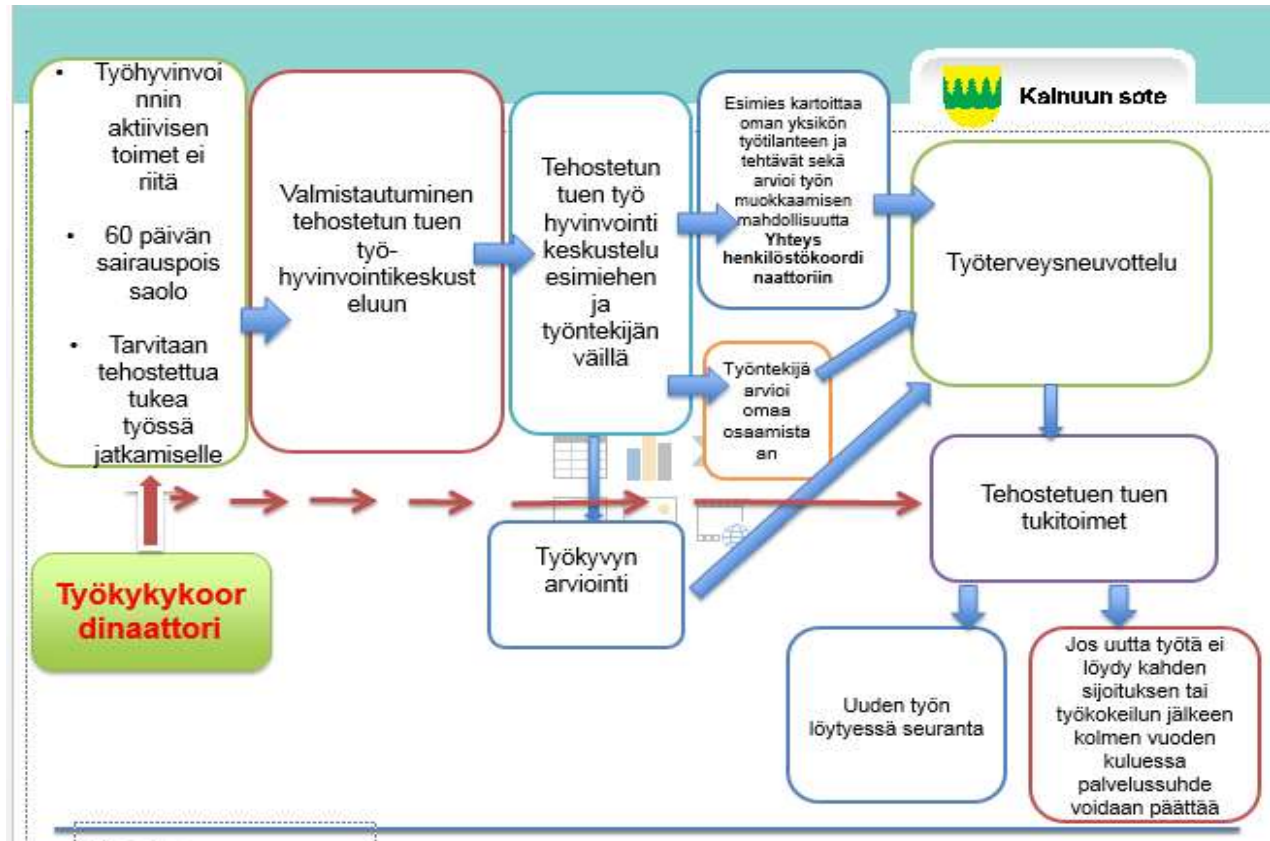 • Työhyvinvoi
nnin
aktiivisen
toimet ei
riitä
• 60 päivän
sairauspois
saolo
• Tarvitaan
tehostettua
tukea
työssä
jatkamiselle
Valmistautuminen
tehostetun tuen
työ-
hyvinvointikeskust
eluun
Tehostetun
tuen työ
hyvinvointi
keskustelu
esimiehen
ja
työntekijän
väillä
Esimies kartoittaa
oman yksikön
työtilanteen ja
tehtävät sekä
arvioi työn
muokkaamisen
mahdollisuutta
Yhteys
henkilöstökoordi
naattoriin
Kainuun sote
Työterveysneuvottelu
Työntekijä
arvioi
omaa
osaamista
an
Työkyvyn
arviointi
Tehostetuen tuen
tukitoimet
Työkykykoor
dinaattori
Uuden työn
löytyessä seuranta
Jos uutta työtä ei
löydy kahden
sijoituksen tai
työkokeilun jälkeen
kolmen vuoden
kuluessa
palvelussuhde
voidaan päättää